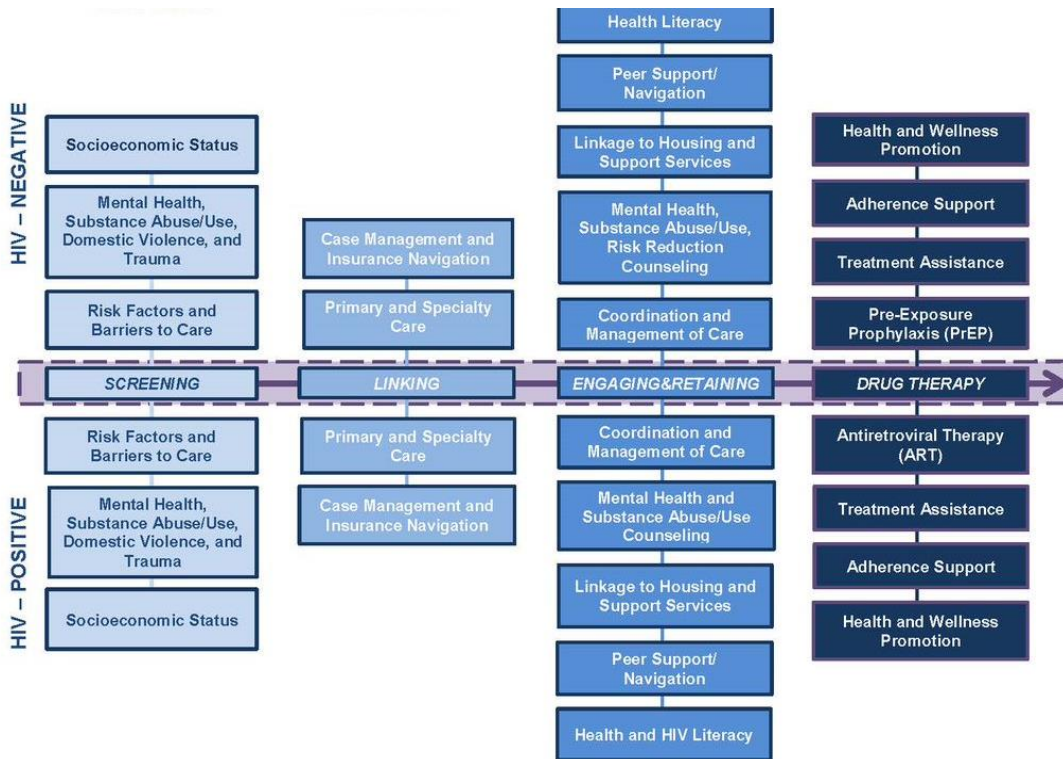 HIV – NEGATIVE
Socioeconomic Status
Mental Health,
Substance Abuse/Use,
Domestic Violence, and
Trauma
Risk Factors and
Barriers to Care
Case Management and
Insurance Navigation
Primary and Specialty
Care
Health Literacy
Peer Support/
Navigation
Linkage to Housing and
Support Services
Mental Health,
Substance Abuse/Use,
Risk Reduction
Counseling
Coordination and
Management of Care
Health and Wellness
Promotion
Adherence Support
Treatment Assistance
Pre-Exposure
Prophylaxis (PrEP)
SCREENING
LINKING
ENGAGING&RETAINING
DRUG THERAPY
HIV – POSITIVE
Risk Factors and
Barriers to Care
Mental Health,
Substance Abuse/Use,
Domestic Violence, and
Trauma
Socioeconomic Status
Primary and Specialty
Care
Case Management and
Insurance Navigation
Coordination and
Management of Care
Mental Health and
Substance Abuse/Use
Counseling
Linkage to Housing and
Support Services
Peer Support/
Navigation
Health and HIV Literacy
Antiretroviral Therapy
(ART)
Treatment Assistance
Adherence Support
Health and Wellness
Promotion